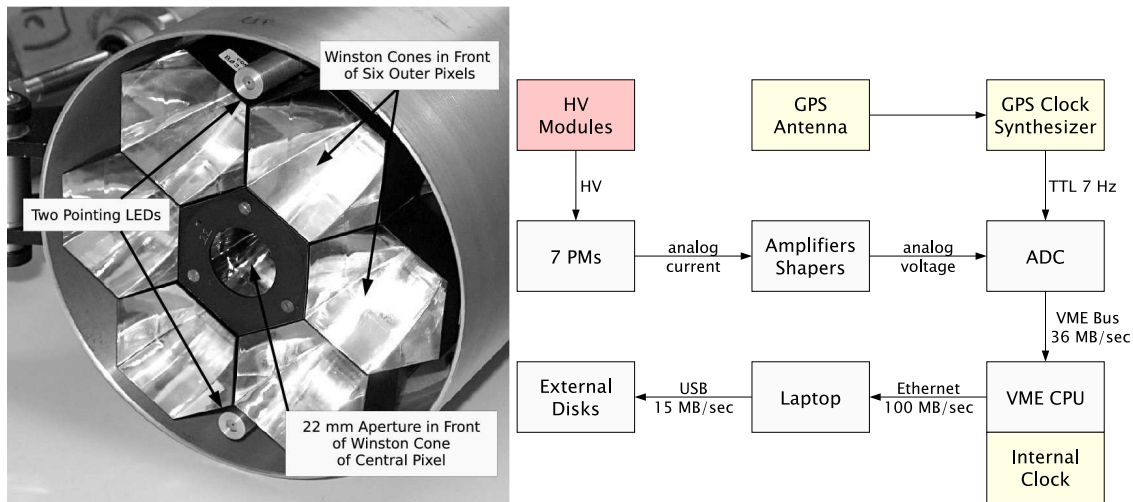 Winston Cones in Front
of Six Outer Pixels
Two Pointing LEDs
22 mm Aperture in Front
of Winston Cone
of Central Pixel
HV
Modules
GPS
Antenna
GPS Clock
Synthesizer
HV
TTL 7 Hz
7 PMs
analog
current
Amplifiers
Shapers
analog
voltage
ADC
VME Bus
36 MB/sec
External
Disks
USB
15 MB/sec
Laptop
Ethernet
100 MB/sec
VME CPU
Internal
Clock